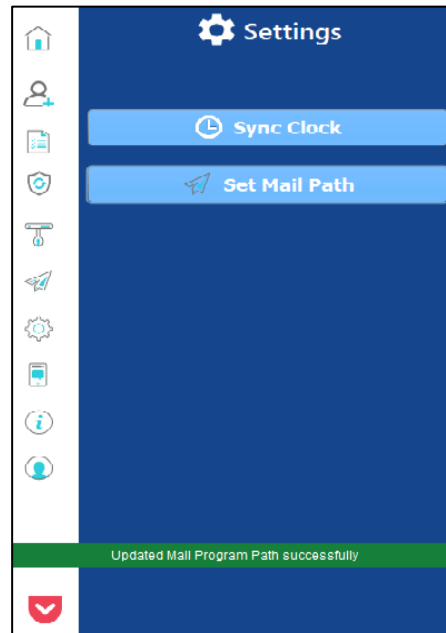 Settings
Sync Clock
Set Mail Path
Updated Mail Program Path successfully